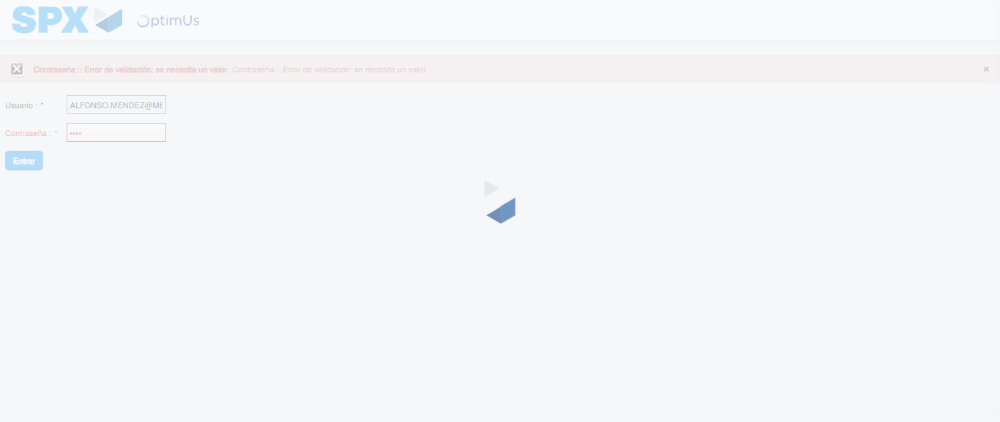 SPX OptimUs
Contraseña :: Error de validación: se necesita un valor. Contraseña :: Error de validación: se necesita un valor.
Usuario : * ALFONSO.MENDEZ@ME
Contraseña : * ••••
Entrar